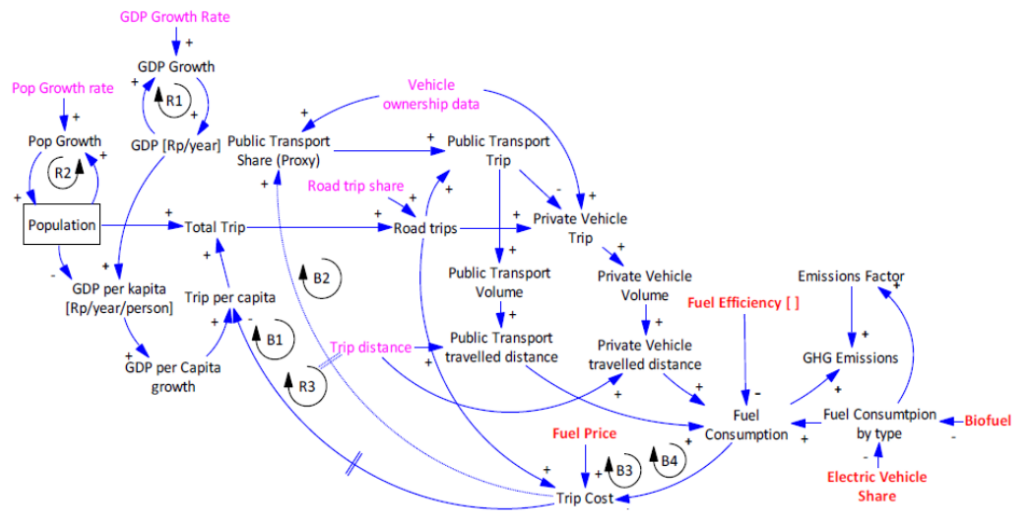 GDP Growth Rate
+
GDP Growth
+
R1
+
GDP [Rp/year]
Pop Growth rate
+
Pop Growth
+
R2
+
Population
-
+
GDP per kapita
[Rp/year/person]
+
GDP per Capita
growth
+
Trip per capita
-
+
+
Total Trip
Vehicle
ownership data
+
Public Transport
Share (Proxy)
+
+
Public Transport
Trip
+
Road trip share
+
+
Road trips
+
-
+
Private Vehicle
Trip
B2
+
Public Transport
Volume
+
Private Vehicle
Volume
+
B1
Trip distance
+
Public Transport
travelled distance
+
Private Vehicle
travelled distance
+
R3
Fuel Efficiency [ ]
-
Emissions Factor
+
+
GHG Emissions
+
Fuel
Consumption
+
+
Fuel Consumtpion
by type
-
Biofuel
-
Electric Vehicle
Share
Fuel Price
+
B3
B4
+
Trip Cost
-